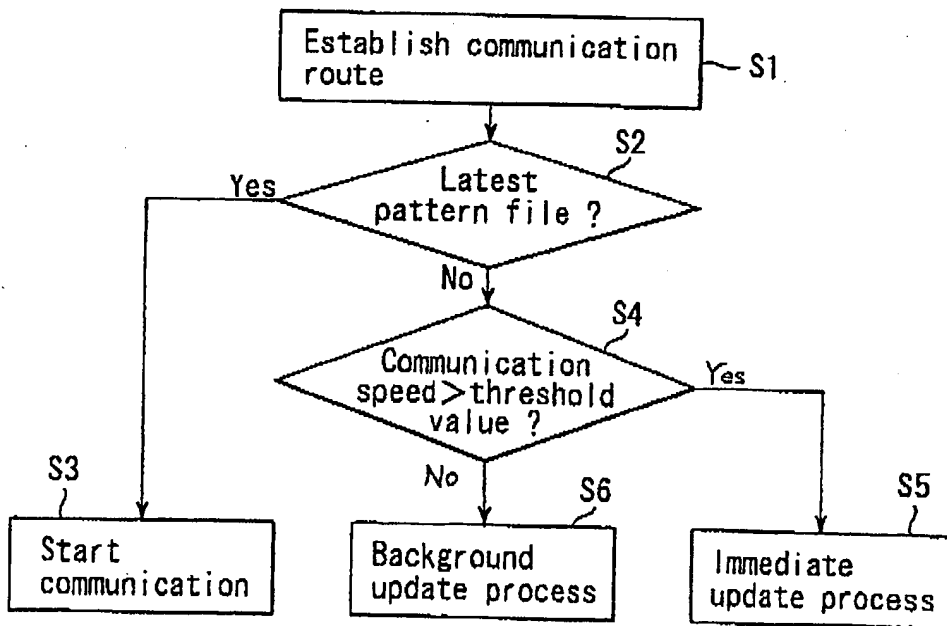 Establish communication
route
S1
S2
Yes
Latest
pattern file ?
No
S4
Communication
speed>threshold
value ?
Yes
No
S3
Start
communication
S6
Background
update process
S5
Immediate
update process